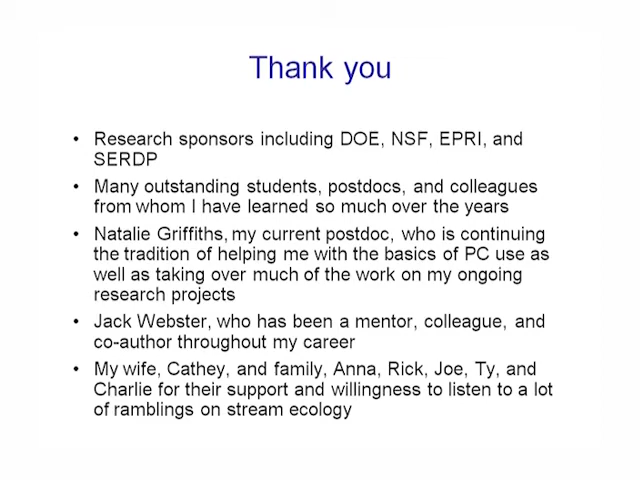 Thank you
• Research sponsors including DOE, NSF, EPRI, and
SERDP
• Many outstanding students, postdocs, and colleagues
from whom I have learned so much over the years
• Natalie Griffiths, my current postdoc, who is continuing
the tradition of helping me with the basics of PC use as
well as taking over much of the work on my ongoing
research projects
• Jack Webster, who has been a mentor, colleague, and
co-author throughout my career
• My wife, Cathey, and family, Anna, Rick, Joe, Ty, and
Charlie for their support and willingness to listen to a lot
of ramblings on stream ecology